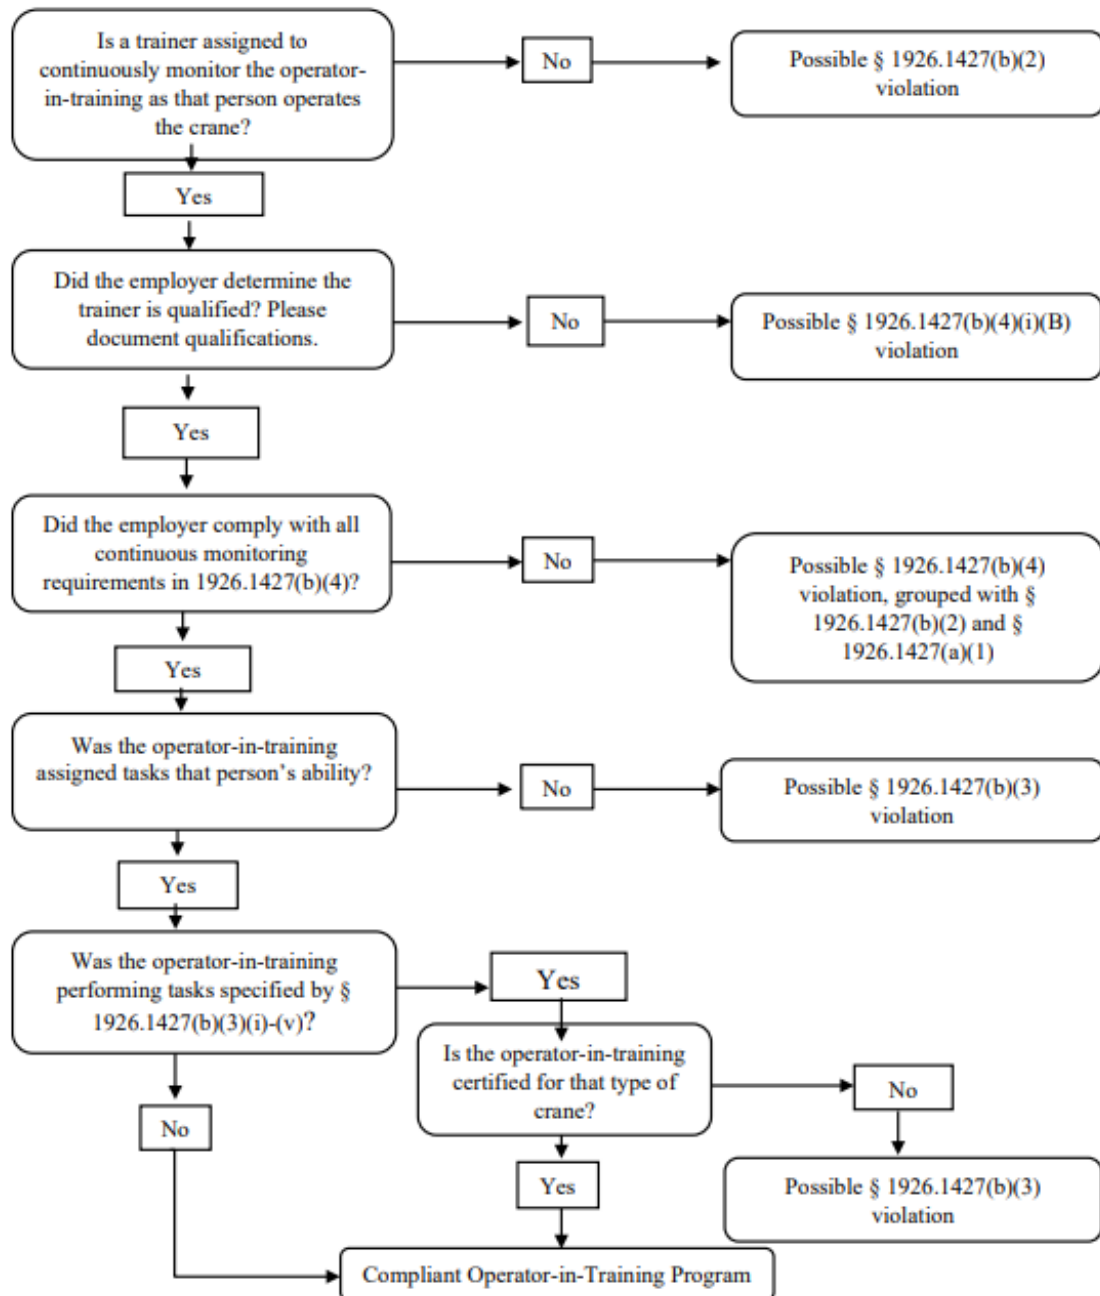 Is a trainer assigned to
continuously monitor the operator-
in-training as that person operates
the crane?
No
Possible § 1926.1427(b)(2)
violation
Yes
Did the employer determine the
trainer is qualified? Please
document qualifications.
No
Possible § 1926.1427(b)(4)(i)(B)
violation
Yes
Did the employer comply with all
continuous monitoring
requirements in 1926.1427(b)(4)?
No
Possible § 1926.1427(b)(4)
violation, grouped with §
1926.1427(b)(2) and §
1926.1427(a)(1)
Yes
Was the operator-in-training
assigned tasks that person’s ability?
No
Possible § 1926.1427(b)(3)
violation
Yes
Was the operator-in-training
performing tasks specified by §
1926.1427(b)(3)(i)-(v)?
Yes
Is the operator-in-training
certified for that type of
crane?
No
No
Yes
Possible § 1926.1427(b)(3)
violation
Compliant Operator-in-Training Program